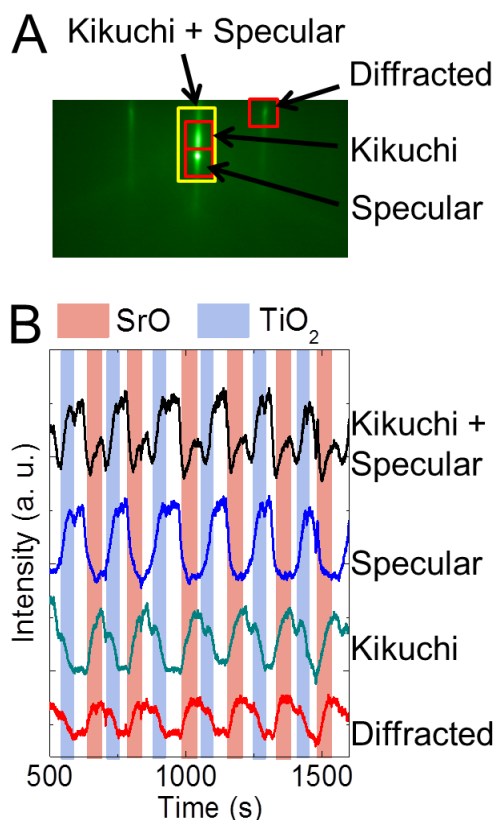 A
Kikuchi + Specular
Diffracted
Kikuchi
Specular
B
SrO
TiO₂
Intensity (a. u.)
Kikuchi +
Specular
Specular
Kikuchi
Diffracted
500
1000
1500
Time (s)